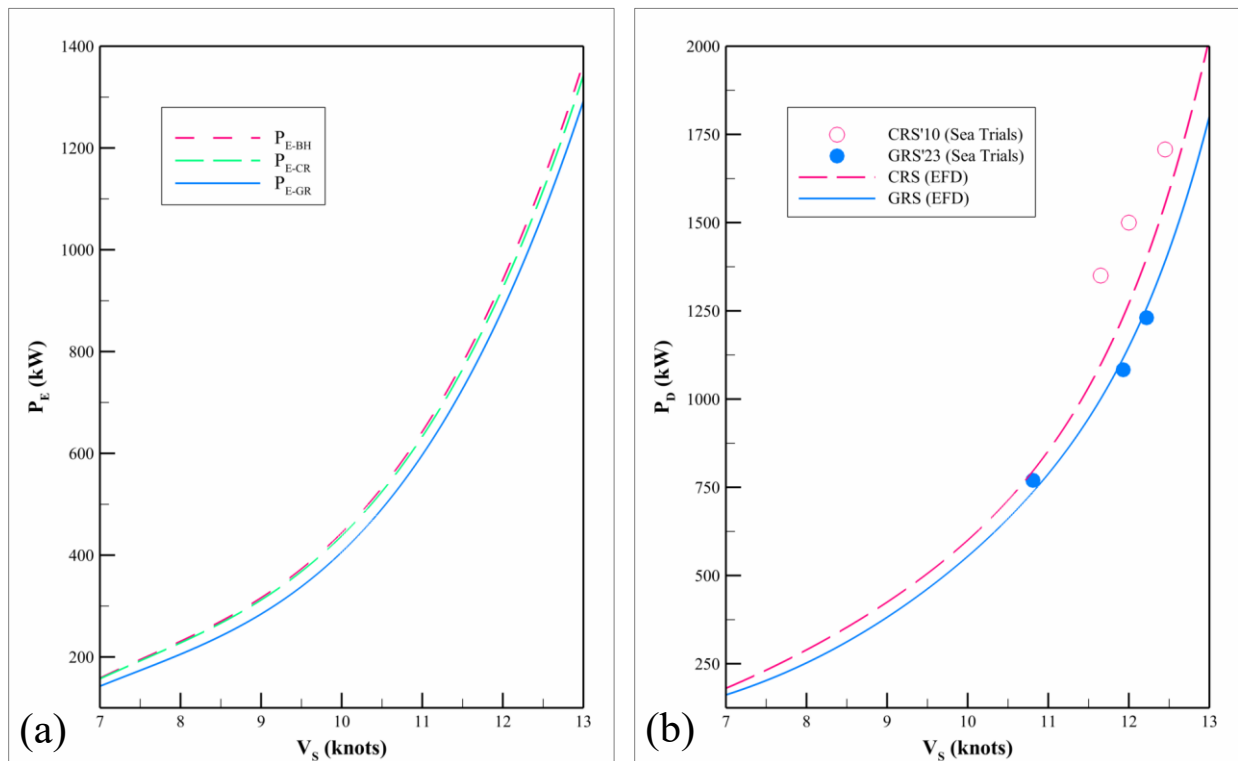 1400
1200
1000
800
600
400
200
P_E (kW)
P_E-BH
P_E-CR
P_E-GR
7 8 9 10 11 12 13
V_S (knots)
(a)
2000
1750
1500
1250
1000
750
500
250
P_D (kW)
CRS'10 (Sea Trials)
GRS'23 (Sea Trials)
CRS (EFD)
GRS (EFD)
7 8 9 10 11 12 13
V_S (knots)
(b)